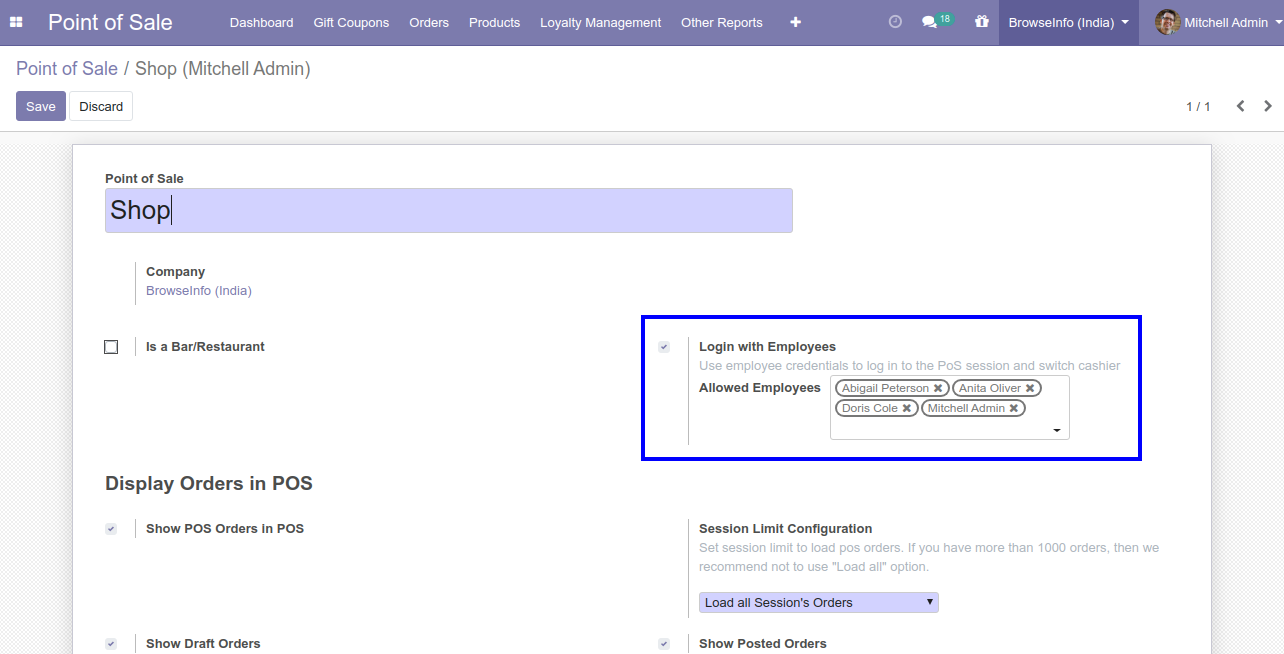 Point of Sale Dashboard Gift Coupons Orders Products Loyalty Management Other Reports 18 BrowseInfo (India) Mitchell Admin
Point of Sale / Shop (Mitchell Admin)
Save Discard 1 / 1
Point of Sale
Shop
Company
BrowseInfo (India)
Is a Bar/Restaurant
Login with Employees
Use employee credentials to log in to the PoS session and switch cashier
Allowed Employees Abigail Peterson Anita Oliver
Doris Cole Mitchell Admin
Display Orders in POS
Show POS Orders in POS
Session Limit Configuration
Set session limit to load pos orders. If you have more than 1000 orders, then we
recommend not to use "Load all" option.
Load all Session's Orders
Show Draft Orders
Show Posted Orders